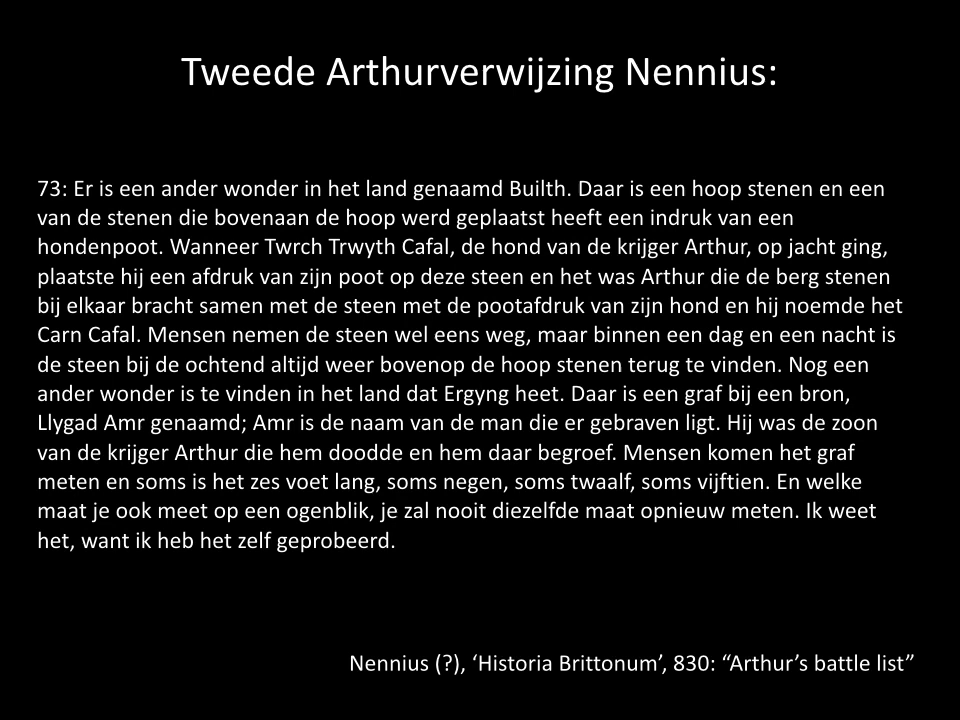 Tweede Arthurverwijzing Nennius:
73: Er is een ander wonder in het land genaamd Builth. Daar is een hoop stenen en een
van de stenen die bovenaan de hoop werd geplaatst heeft een indruk van een
hondenpoot. Wanneer Twrch Trwyth Cafal, de hond van de krijger Arthur, op jacht ging,
plaatste hij een afdruk van zijn poot op deze steen en het was Arthur die de berg stenen
bij elkaar bracht samen met de steen met de pootafdruk van zijn hond en hij noemde het
Carn Cafal. Mensen nemen de steen wel eens weg, maar binnen een dag en een nacht is
de steen bij de ochtend altijd weer bovenop de hoop stenen terug te vinden. Nog een
ander wonder is te vinden in het land dat Ergyng heet. Daar is een graf bij een bron,
Llygad Amr genaamd; Amr is de naam van de man die er gebraven ligt. Hij was de zoon
van de krijger Arthur die hem doodde en hem daar begroef. Mensen komen het graf
meten en soms is het zes voet lang, soms negen, soms twaalf, soms vijftien. En welke
maat je ook meet op een ogenblik, je zal nooit diezelfde maat opnieuw meten. Ik weet
het, want ik heb het zelf geprobeerd.
Nennius (?), ‘Historia Brittonum’, 830: “Arthur’s battle list”